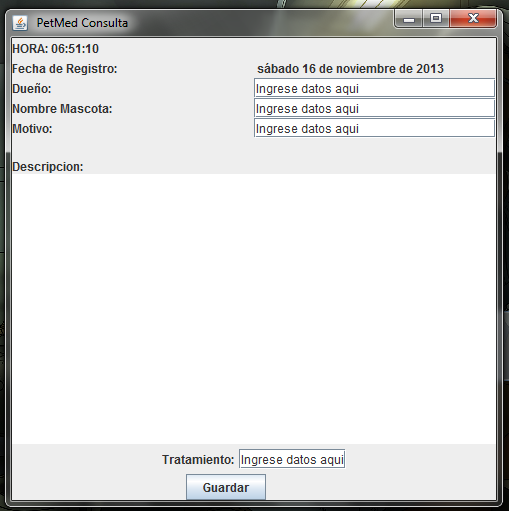 PetMed Consulta
HORA: 06:51:10
Fecha de Registro: sábado 16 de noviembre de 2013
Dueño: Ingrese datos aqui
Nombre Mascota: Ingrese datos aqui
Motivo: Ingrese datos aqui
Descripcion:
Tratamiento: Ingrese datos aqui
Guardar